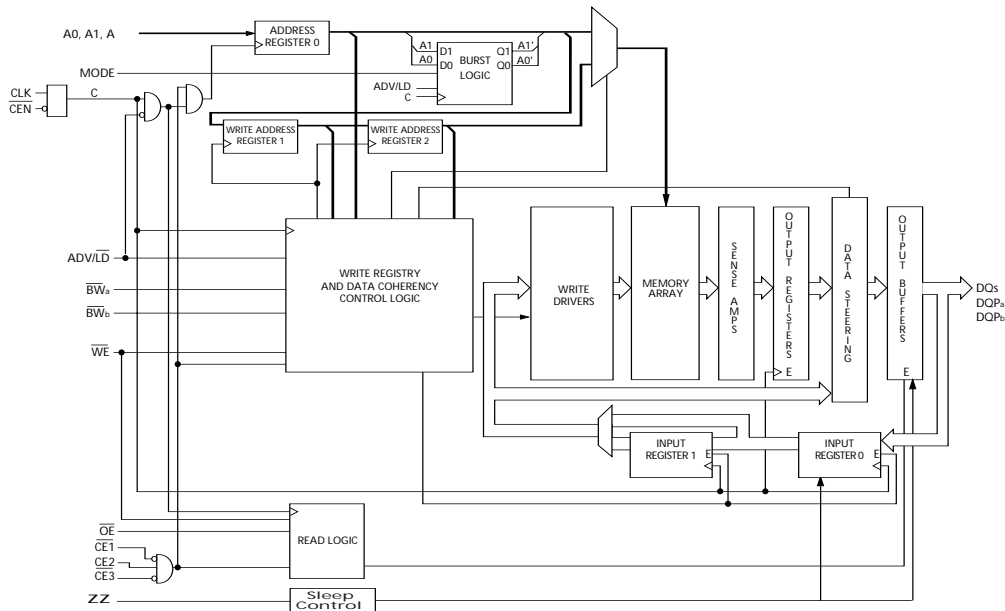 A0, A1, A
ADDRESS
REGISTER 0
A1
A0
D1
D0
BURST
LOGIC
Q1
Q0
A1'
A0'
MODE
ADV/LD
C
CLK
CEN
C
WRITE ADDRESS
REGISTER 1
WRITE ADDRESS
REGISTER 2
ADV/LD
BWa
BWb
WE
WRITE REGISTRY
AND DATA COHERENCY
CONTROL LOGIC
WRITE
DRIVERS
MEMORY
ARRAY
SENSE AMPS
OUTPUT REGISTERS
E
DATA STEERING
OUTPUT BUFFERS
E
DQs
DQPa
DQPb
INPUT
REGISTER 1
E
INPUT
REGISTER 0
E
OE
CE1
CE2
CE3
READ LOGIC
ZZ
Sleep
Control